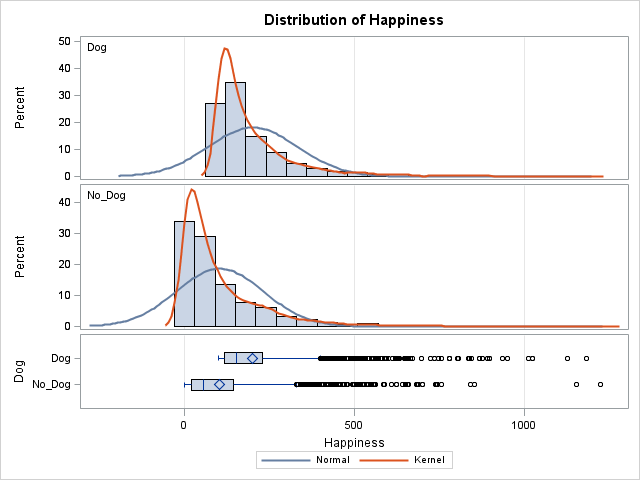 Distribution of Happiness
Dog
50
40
30
20
10
0
Percent
No_Dog
40
30
20
10
0
Percent
Dog
Dog
No_Dog
0 500 1000
Happiness
Normal Kernel